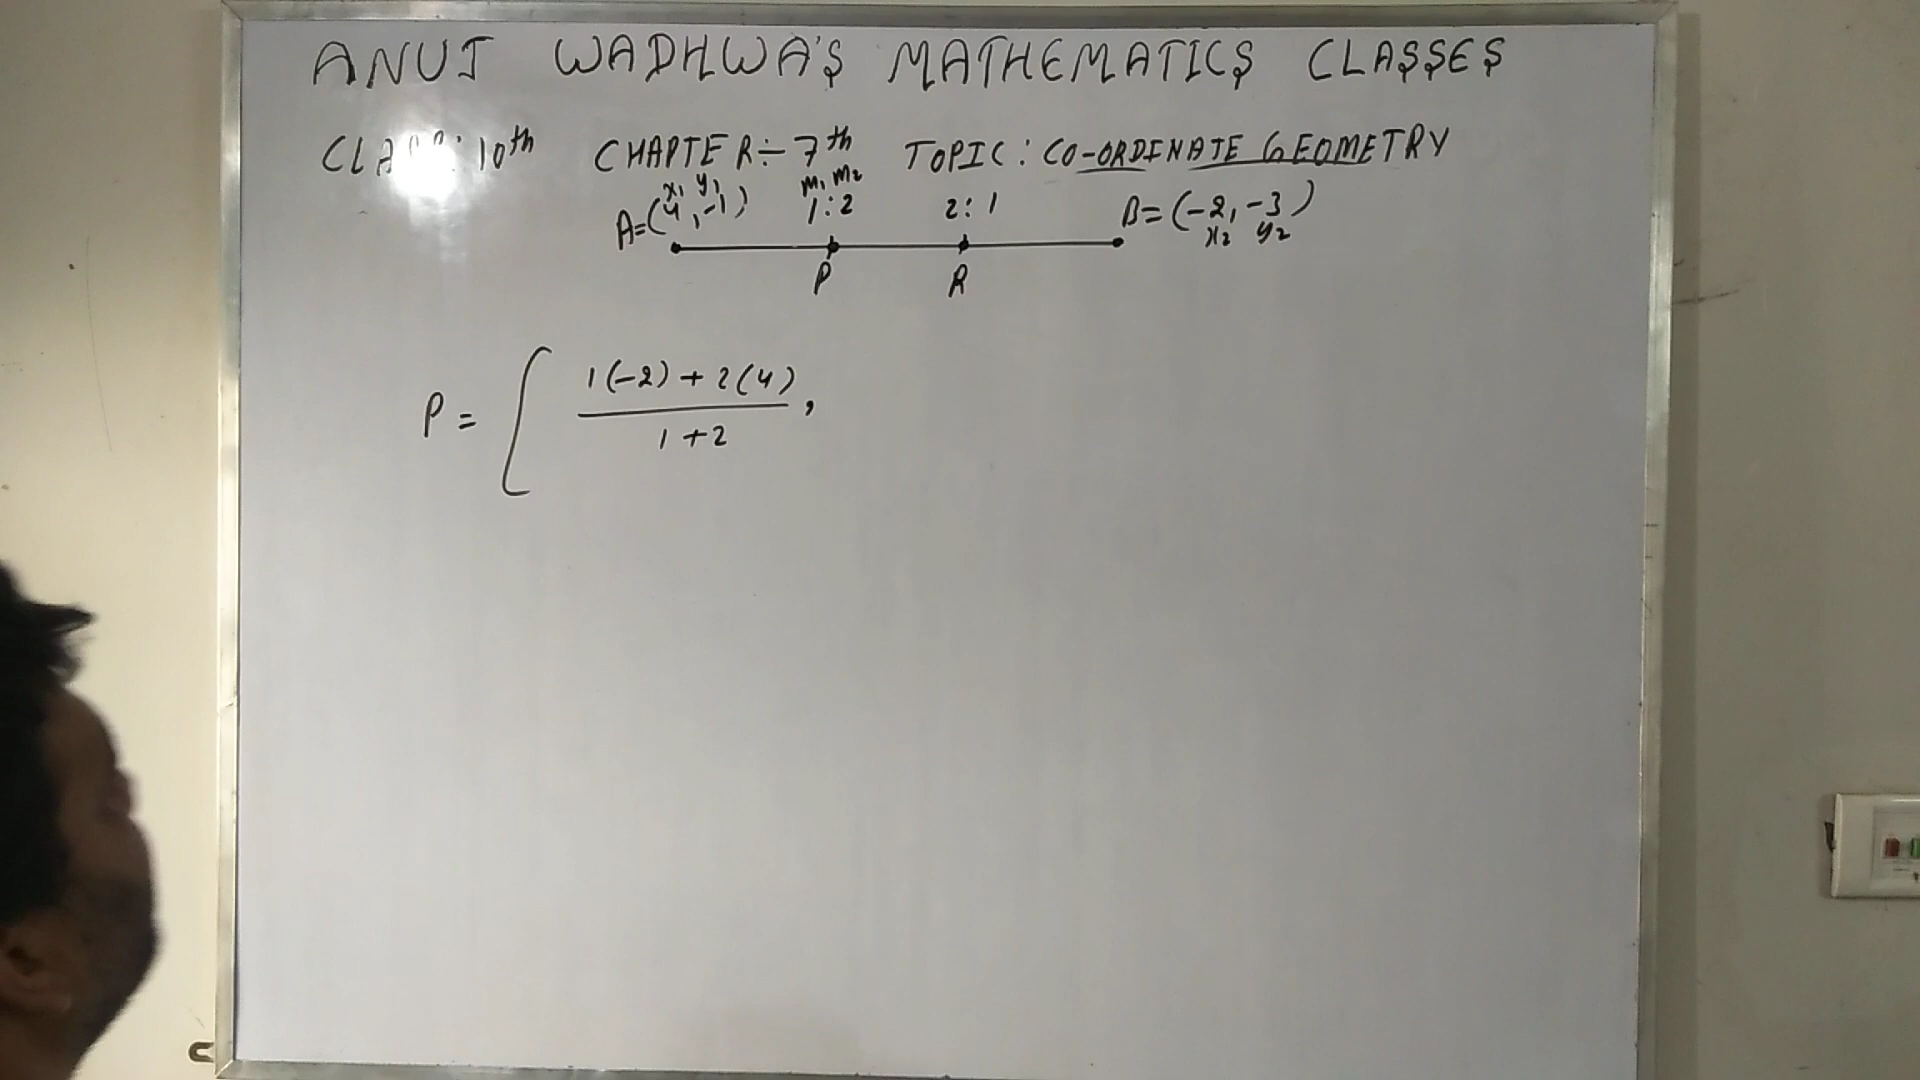 ANUJ WADHWA'S MATHEMATICS CLASSES
10th CHAPTER:- 7th TOPIC: CO-ORDINATE GEOMETRY
x₁ y₁ m₁ m₂
A=(4,-1) 1:2 2:1 B=(-2,-3)
x₂ y₂
P R
P = [ 1(-2)+2(4)
1+2 ,